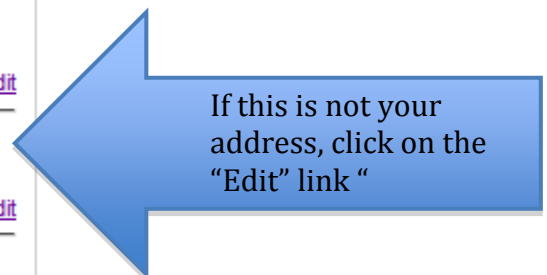 dit
If this is not your
address, click on the
“Edit” link “
dit